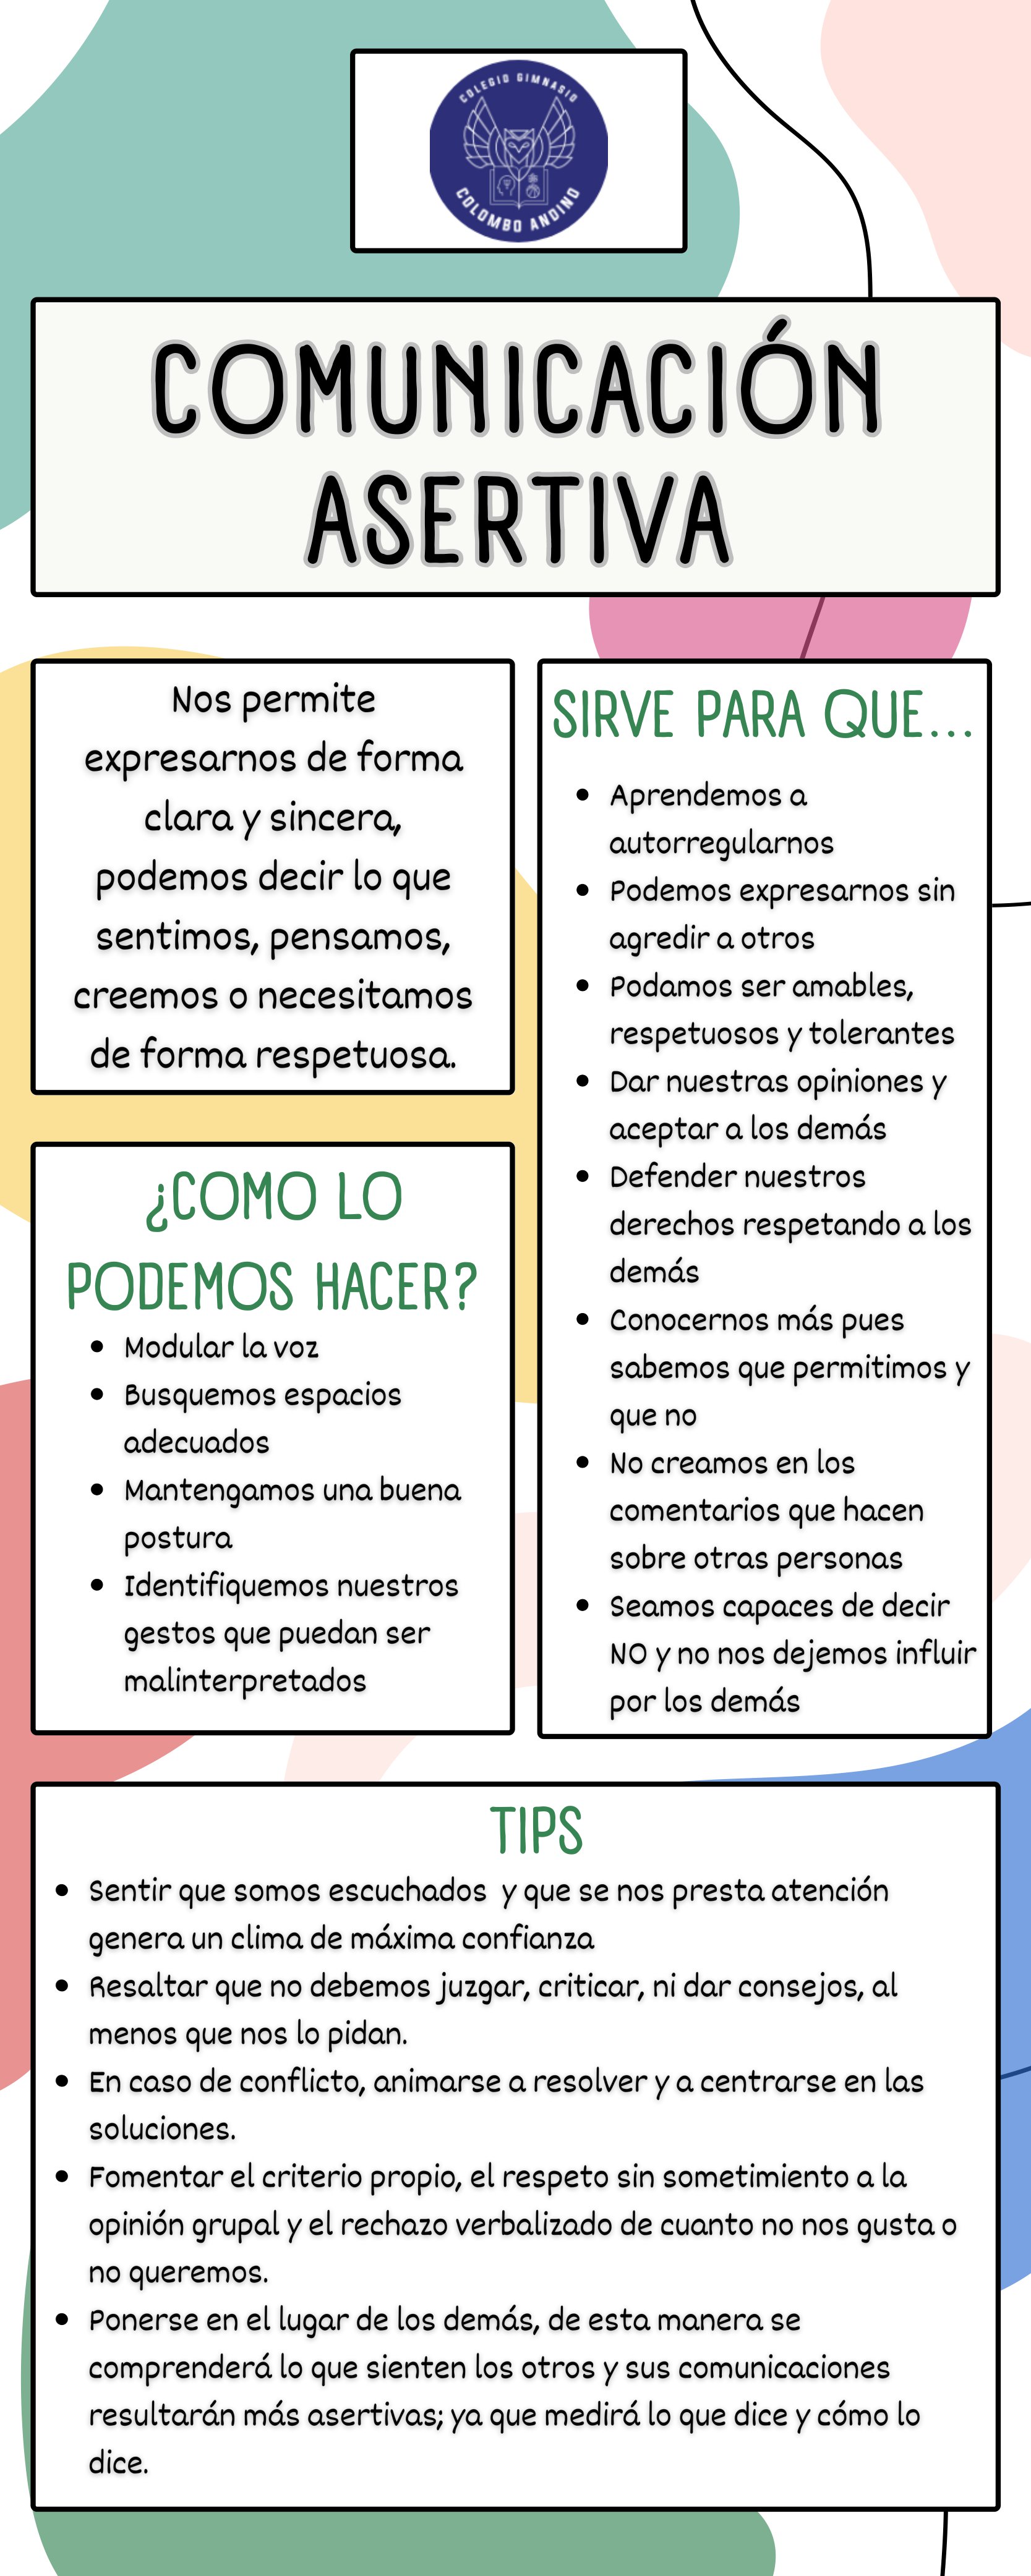 COLEGIO GIMNASIO
COLOMBO ANDINO
COMUNICACIÓN
ASERTIVA
Nos permite
expresarnos de forma
clara y sincera,
podemos decir lo que
sentimos, pensamos,
creemos o necesitamos
de forma respetuosa.
¿COMO LO
PODEMOS HACER?
• Modular la voz
• Busquemos espacios
adecuados
• Mantengamos una buena
postura
• Identifiquemos nuestros
gestos que puedan ser
malinterpretados
SIRVE PARA QUE...
• Aprendemos a
autorregularnos
• Podemos expresarnos sin
agredir a otros
• Podamos ser amables,
respetuosos y tolerantes
• Dar nuestras opiniones y
aceptar a los demás
• Defender nuestros
derechos respetando a los
demás
• Conocernos más pues
sabemos que permitimos y
que no
• No creamos en los
comentarios que hacen
sobre otras personas
• Seamos capaces de decir
NO y no nos dejemos influir
por los demás
TIPS
• Sentir que somos escuchados  y que se nos presta atención
genera un clima de máxima confianza
• Resaltar que no debemos juzgar, criticar, ni dar consejos, al
menos que nos lo pidan.
• En caso de conflicto, animarse a resolver y a centrarse en las
soluciones.
• Fomentar el criterio propio, el respeto sin sometimiento a la
opinión grupal y el rechazo verbalizado de cuanto no nos gusta o
no queremos.
• Ponerse en el lugar de los demás, de esta manera se
comprenderá lo que sienten los otros y sus comunicaciones
resultarán más asertivas; ya que medirá lo que dice y cómo lo
dice.